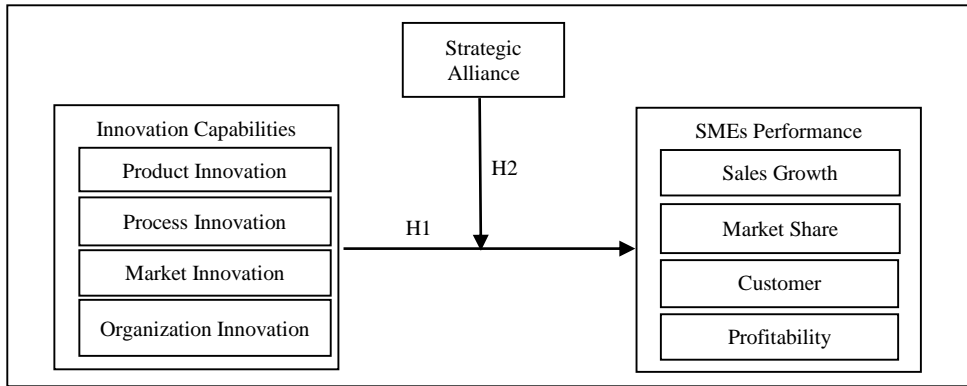 Strategic
Alliance
Innovation Capabilities
Product Innovation
Process Innovation
Market Innovation
Organization Innovation
H1
H2
SMEs Performance
Sales Growth
Market Share
Customer
Profitability